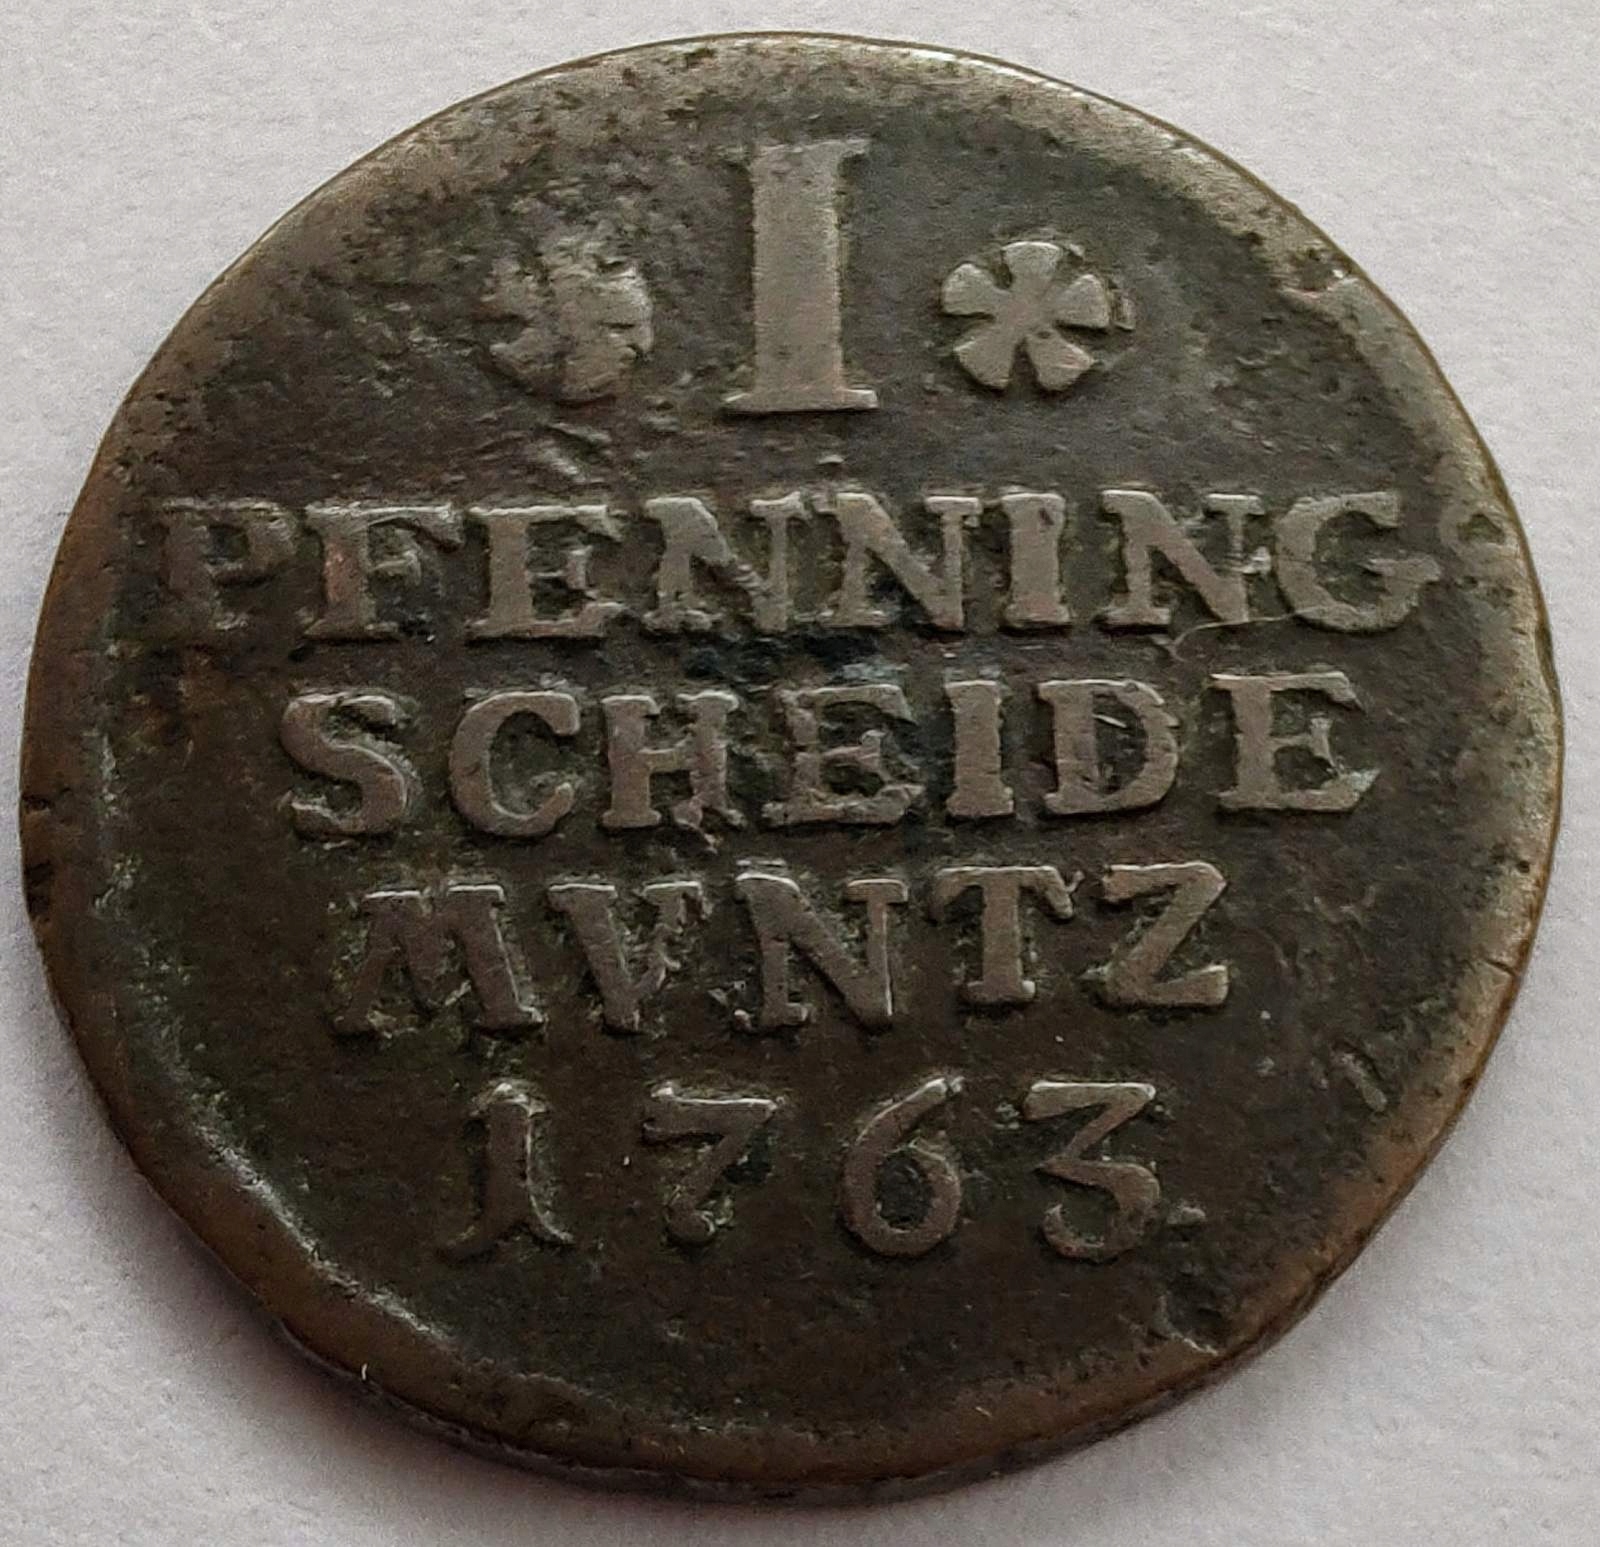 I
PFENNING
SCHEIDE
MVNTZ
1763